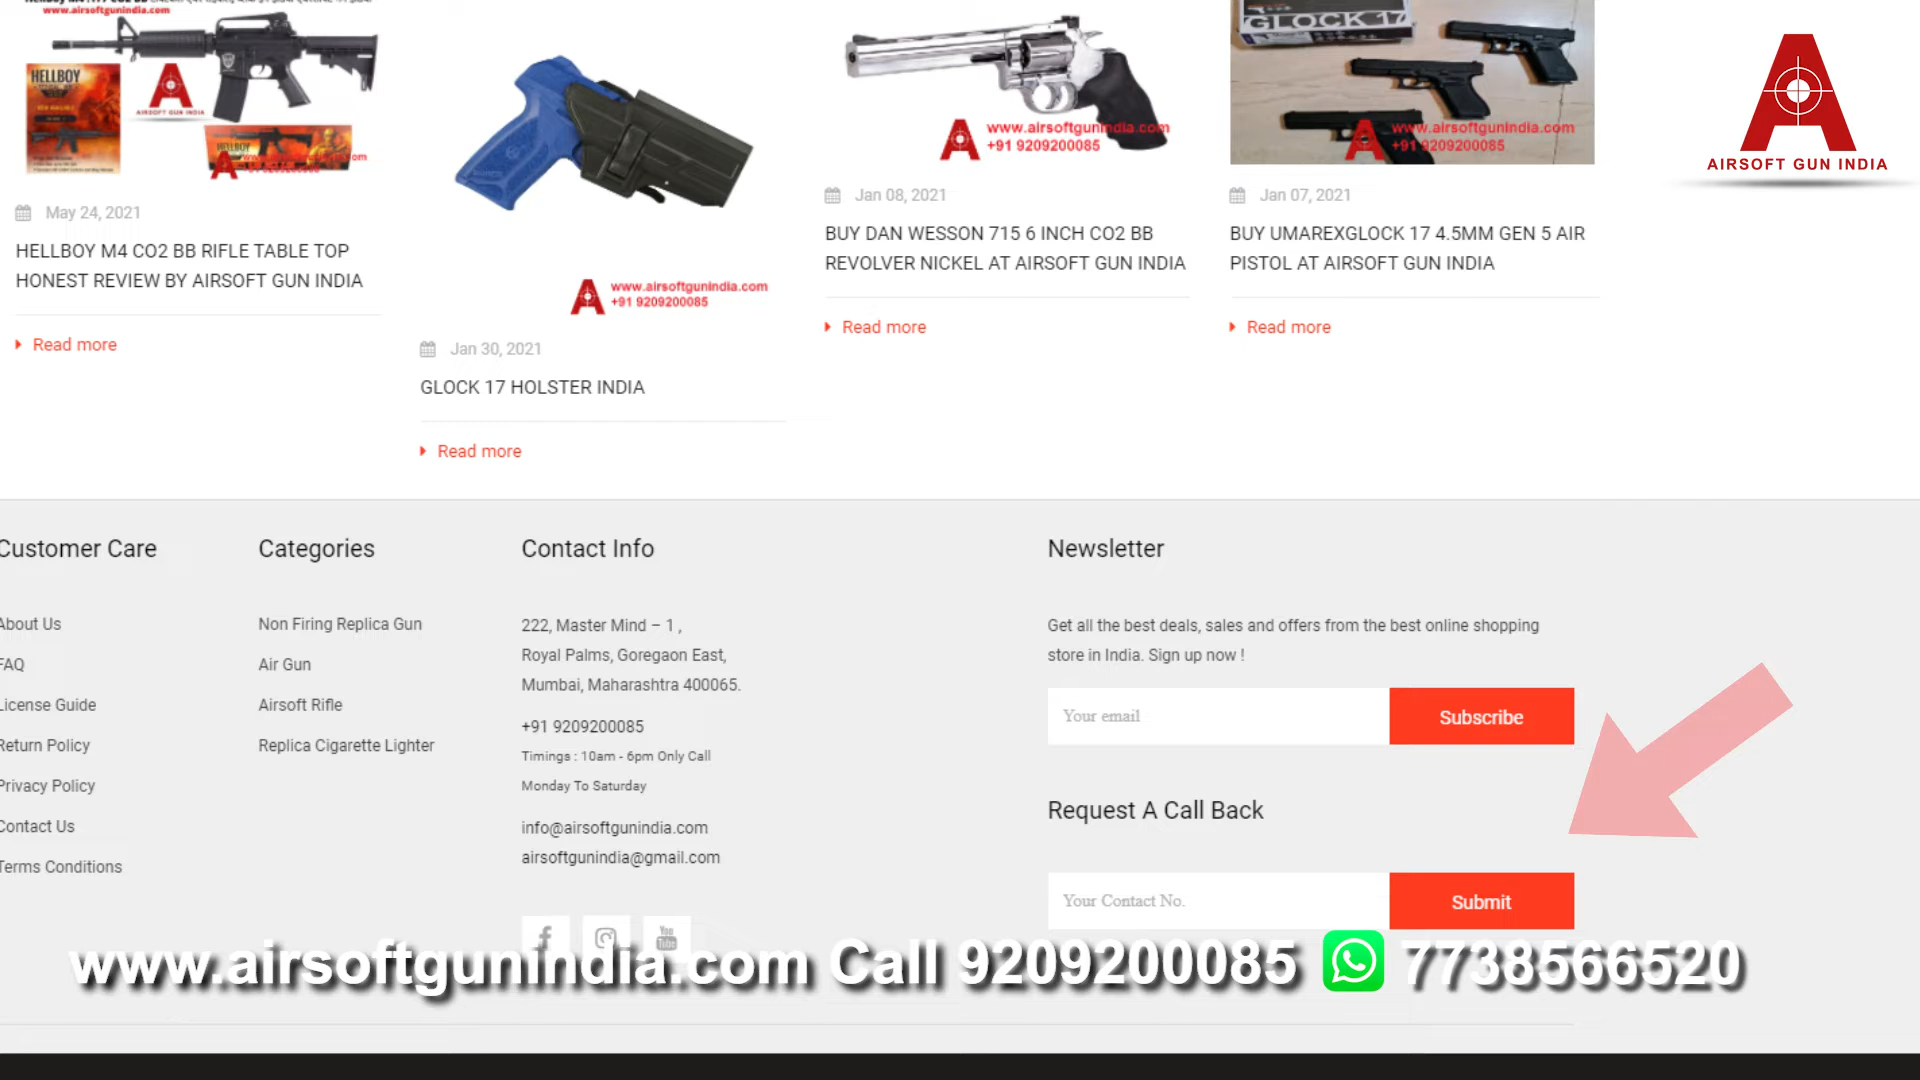 www.airsoftgunindia.com
HELLBOY
AIRSOFT GUN INDIA
HELLBOY
GLOCK 17
www.airsoftgunindia.com
+91 9209200085
www.airsoftgunindia.com
+91 9209200085
AIRSOFT GUN INDIA
May 24, 2021
HELLBOY M4 CO2 BB RIFLE TABLE TOP
HONEST REVIEW BY AIRSOFT GUN INDIA
Read more
www.airsoftgunindia.com
+91 9209200085
Jan 30, 2021
GLOCK 17 HOLSTER INDIA
Read more
Jan 08, 2021
BUY DAN WESSON 715 6 INCH CO2 BB
REVOLVER NICKEL AT AIRSOFT GUN INDIA
Read more
Jan 07, 2021
BUY UMAREXGLOCK 17 4.5MM GEN 5 AIR
PISTOL AT AIRSOFT GUN INDIA
Read more
Customer Care
About Us
FAQ
License Guide
Return Policy
Privacy Policy
Contact Us
Terms Conditions
Categories
Non Firing Replica Gun
Air Gun
Airsoft Rifle
Replica Cigarette Lighter
Contact Info
222, Master Mind – 1 ,
Royal Palms, Goregaon East,
Mumbai, Maharashtra 400065.
+91 9209200085
Timings : 10am - 6pm Only Call
Monday To Saturday
info@airsoftgunindia.com
airsoftgunindia@gmail.com
You
Tube
Newsletter
Get all the best deals, sales and offers from the best online shopping
store in India. Sign up now !
Your email
Subscribe
Request A Call Back
Your Contact No.
Submit
www.airsoftgunindia.com Call 9209200085 7738566520